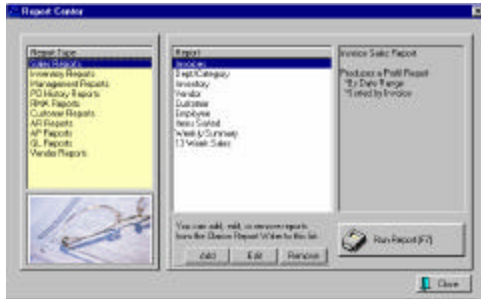 Report Center
Report Type
Sales Reports
Inventory Reports
Management Reports
PO History Reports
RMA Reports
Customer Reports
AR Reports
AP Reports
GL Reports
Vendor Reports
Report
Invoices
Dept/Category
Inventory
Vendor
Customer
Employee
Items Sorted
Weekly Summary
13 Week Sales
You can add, edit, or remove reports
from the Clarion Report Writer to this list.
Add
Edit
Remove
Invoice Sales Report
Produces a Profit Report
*By Date Range
*Sorted by Invoice
Run Report (F7)
Close